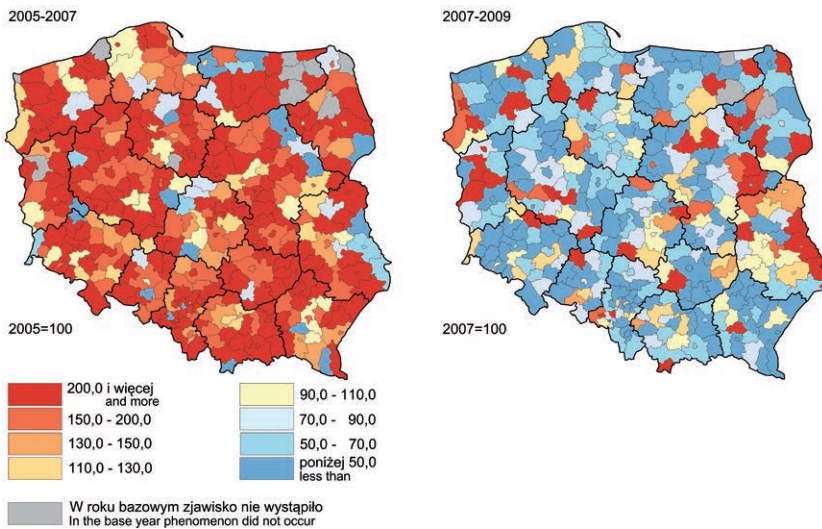 2005-2007
2007-2009
2005=100
2007=100
200,0 i więcej
and more
150,0 - 200,0
130,0 - 150,0
110,0 - 130,0
90,0 - 110,0
70,0 - 90,0
50,0 - 70,0
poniżej 50,0
less than
W roku bazowym zjawisko nie wystąpiło
In the base year phenomenon did not occur